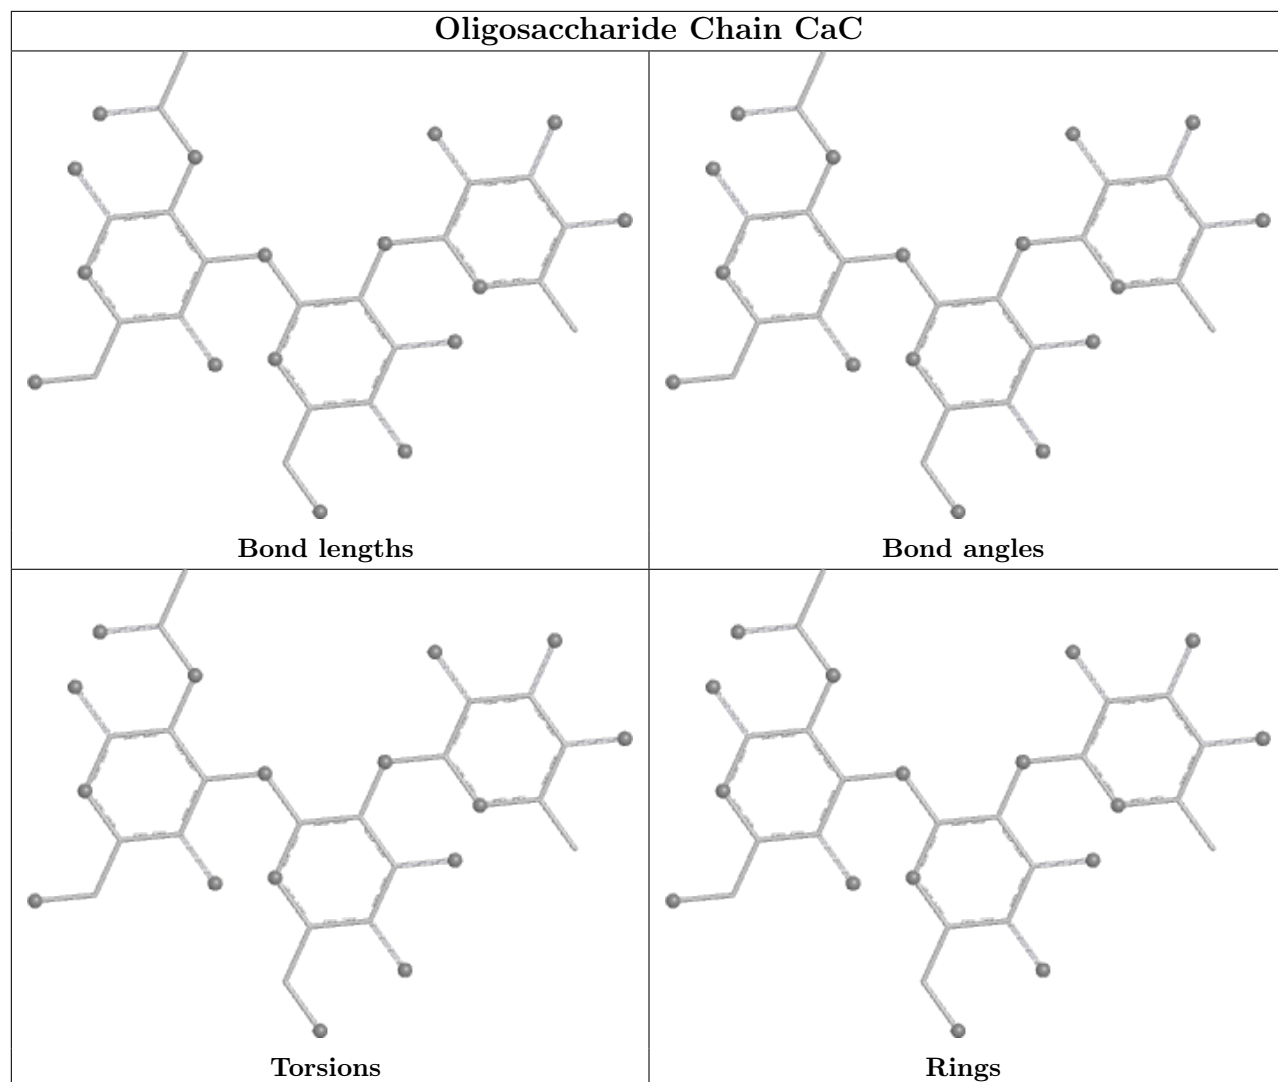 Oligosaccharide Chain CaC
Bond lengths
Bond angles
Torsions
Rings